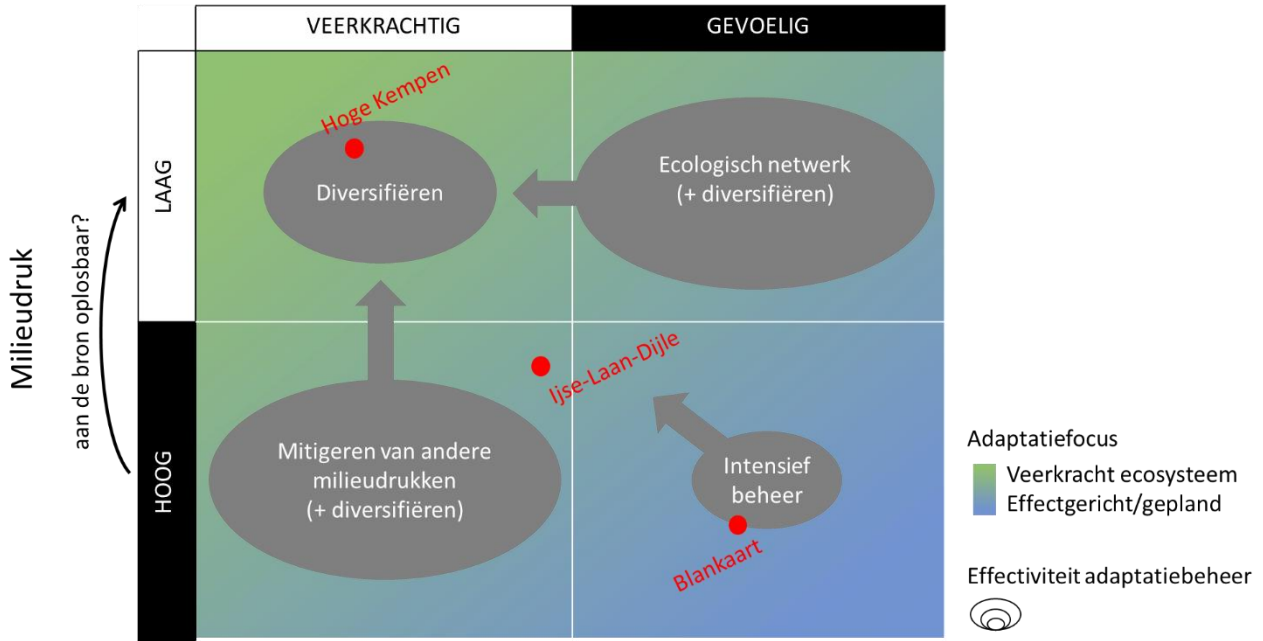 VEERKRACHTIG
GEVOELIG
Milieudruk
aan de bron oplosbaar?
LAAG
HOOG
Hoge Kempen
Diversifiëren
Ecologisch netwerk
(+ diversifiëren)
Ijse-Laan-Dijle
Mitigeren van andere
milieudrukken
(+ diversifiëren)
Intensief
beheer
Blankaart
Adaptatiefocus
Veerkracht ecosysteem
Effectgericht/gepland
Effectiviteit adaptatiebeheer